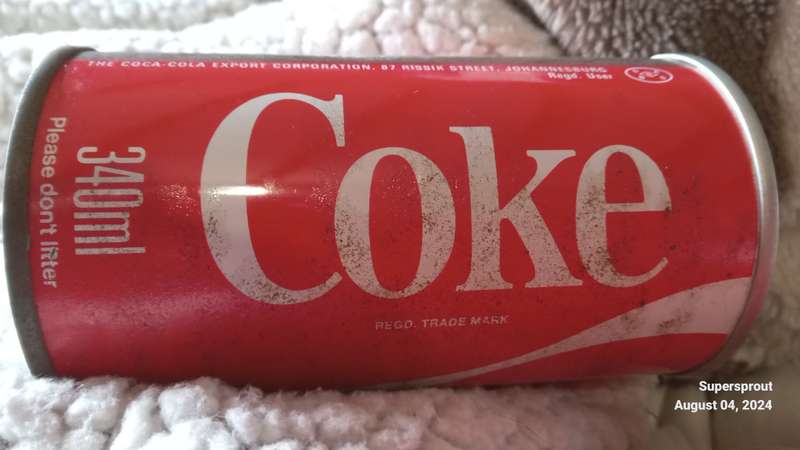 THE COCA-COLA EXPORT CORPORATION, 87 RISSIK STREET, JOHANNESBURG
Regd. User
Coke
REGD. TRADE MARK
340ml
Please don't litter
Supersprout
August 04, 2024